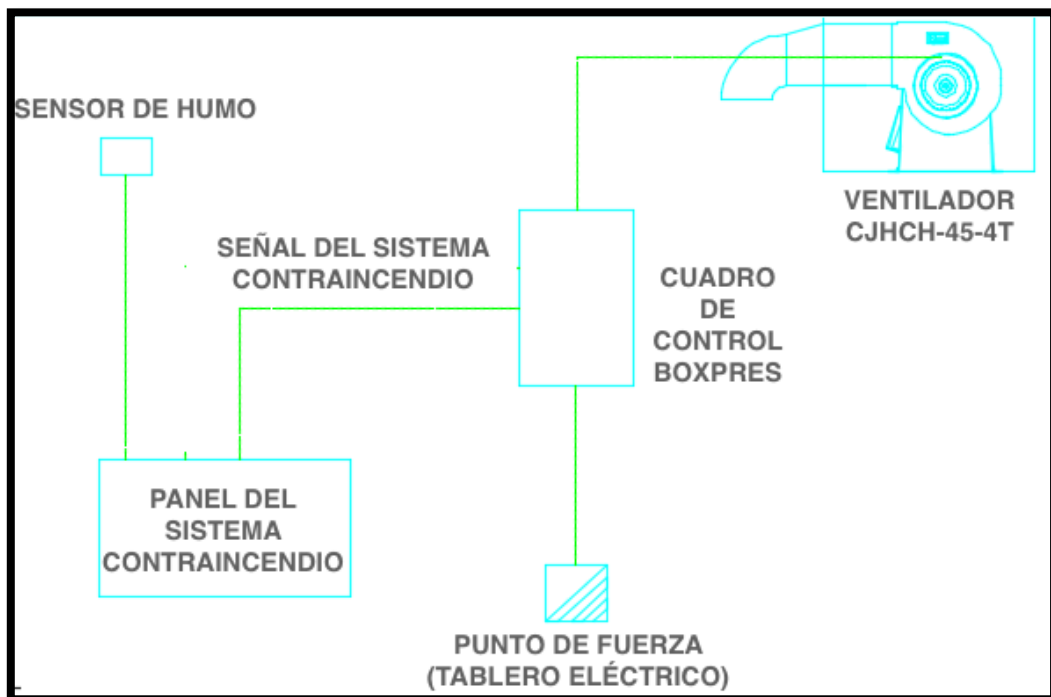 SENSOR DE HUMO
VENTILADOR
CJHCH-45-4T
SEÑAL DEL SISTEMA
CONTRAINCENDIO
CUADRO
DE
CONTROL
BOXPRES
PANEL DEL
SISTEMA
CONTRAINCENDIO
PUNTO DE FUERZA
(TABLERO ELÉCTRICO)